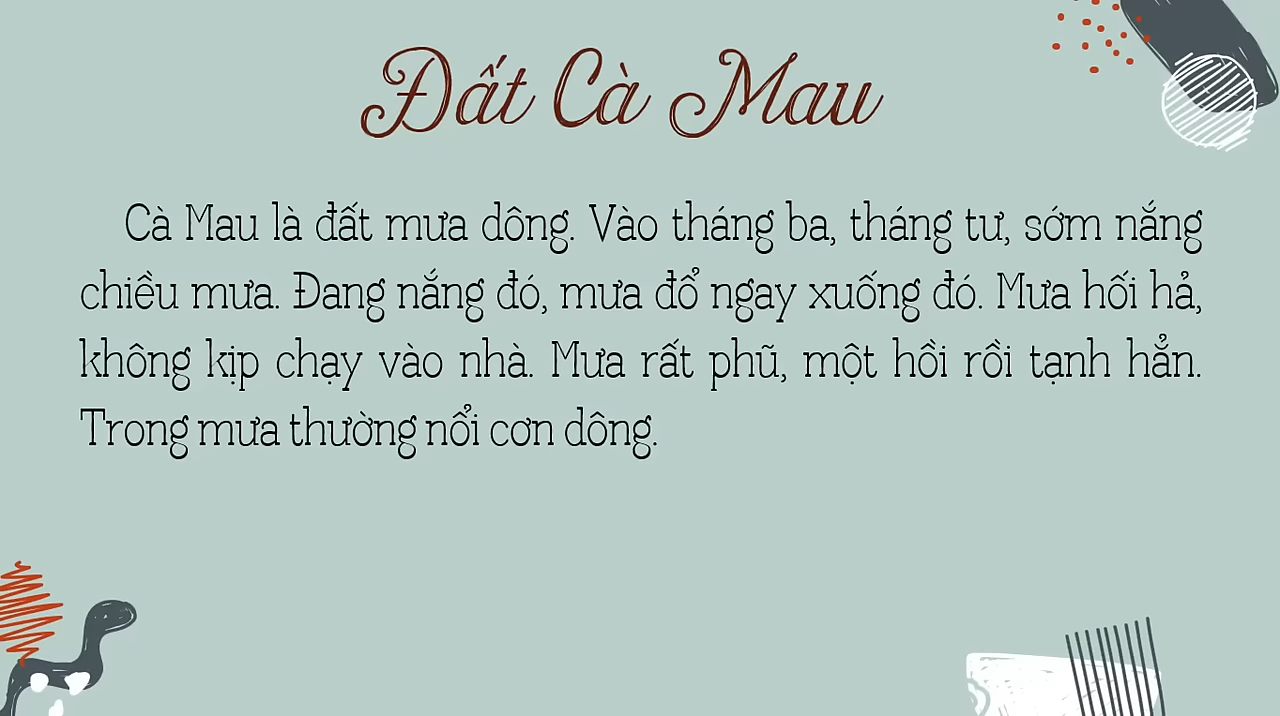 Đất Cà Mau
Cà Mau là đất mưa dông. Vào tháng ba, tháng tư, sớm nắng
chiều mưa. Đang nắng đó, mưa đổ ngay xuống đó. Mưa hối hả,
không kịp chạy vào nhà. Mưa rất phũ, một hồi rồi tạnh hẳn.
Trong mưa thường nổi cơn dông.